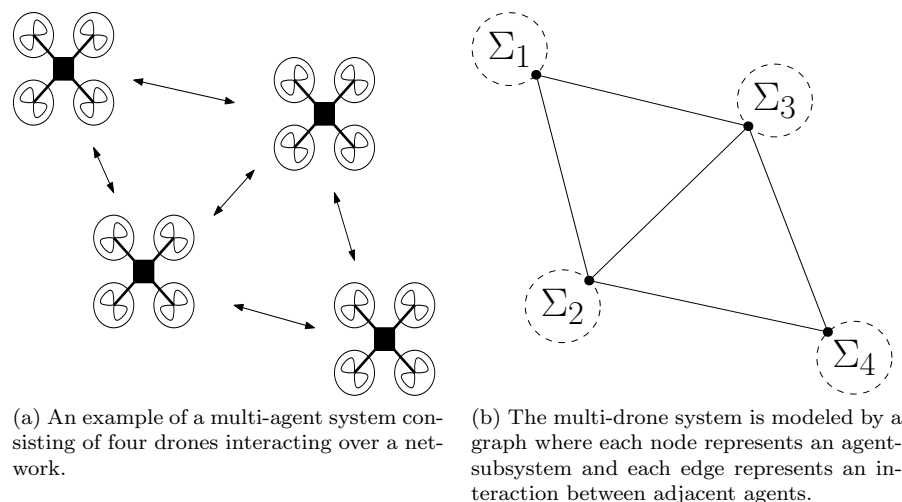 Σ1
Σ3
Σ2
Σ4
(a) An example of a multi-agent system con-
sisting of four drones interacting over a net-
work.
(b) The multi-drone system is modeled by a
graph where each node represents an agent-
subsystem and each edge represents an in-
teraction between adjacent agents.